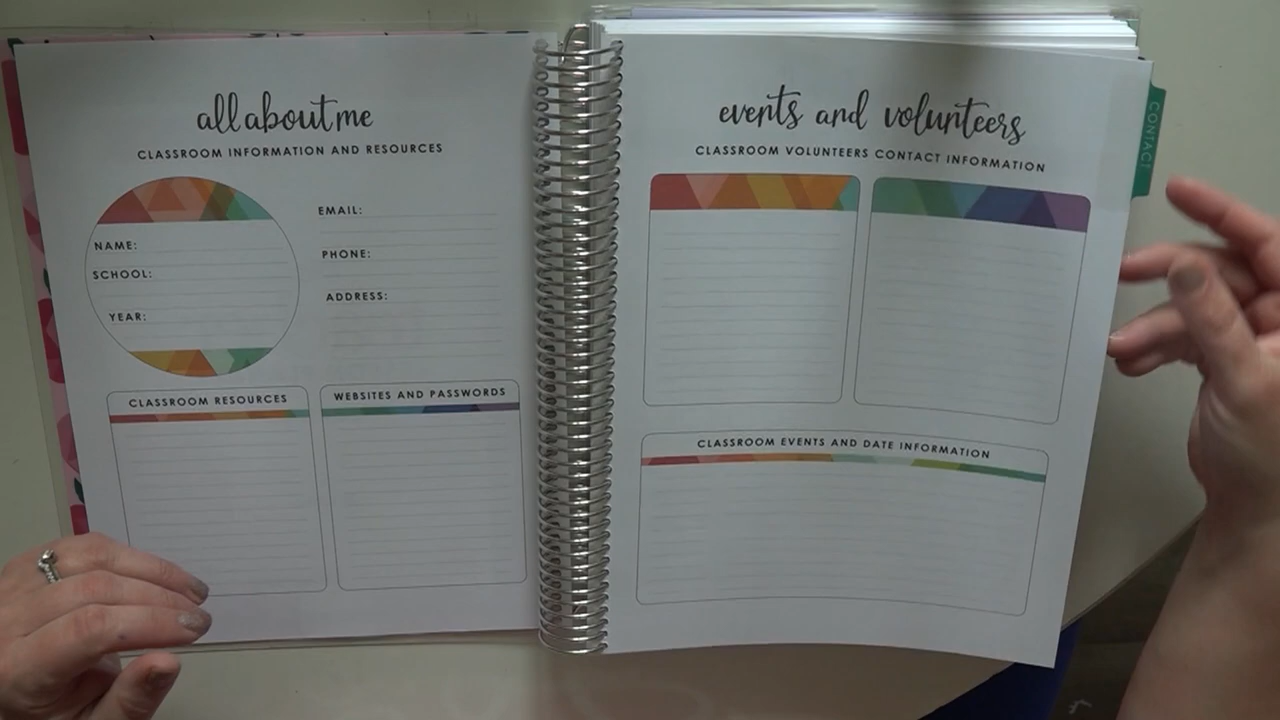 all about me
CLASSROOM INFORMATION AND RESOURCES
NAME:
SCHOOL:
YEAR:
EMAIL:
PHONE:
ADDRESS:
CLASSROOM RESOURCES
WEBSITES AND PASSWORDS
events and volunteers
CLASSROOM VOLUNTEERS CONTACT INFORMATION
CLASSROOM EVENTS AND DATE INFORMATION
CONTACT